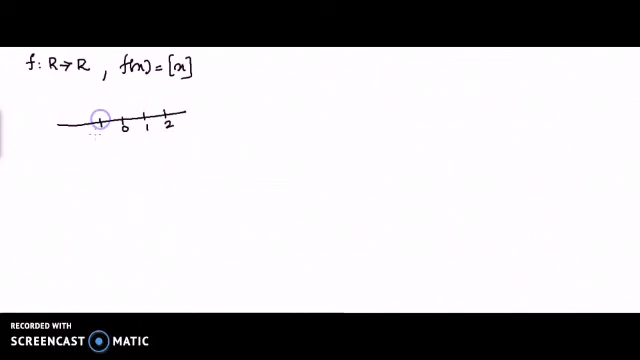 f: R→R , f(x) = [x]
0 1 2
RECORDED WITH
SCREENCAST MATIC